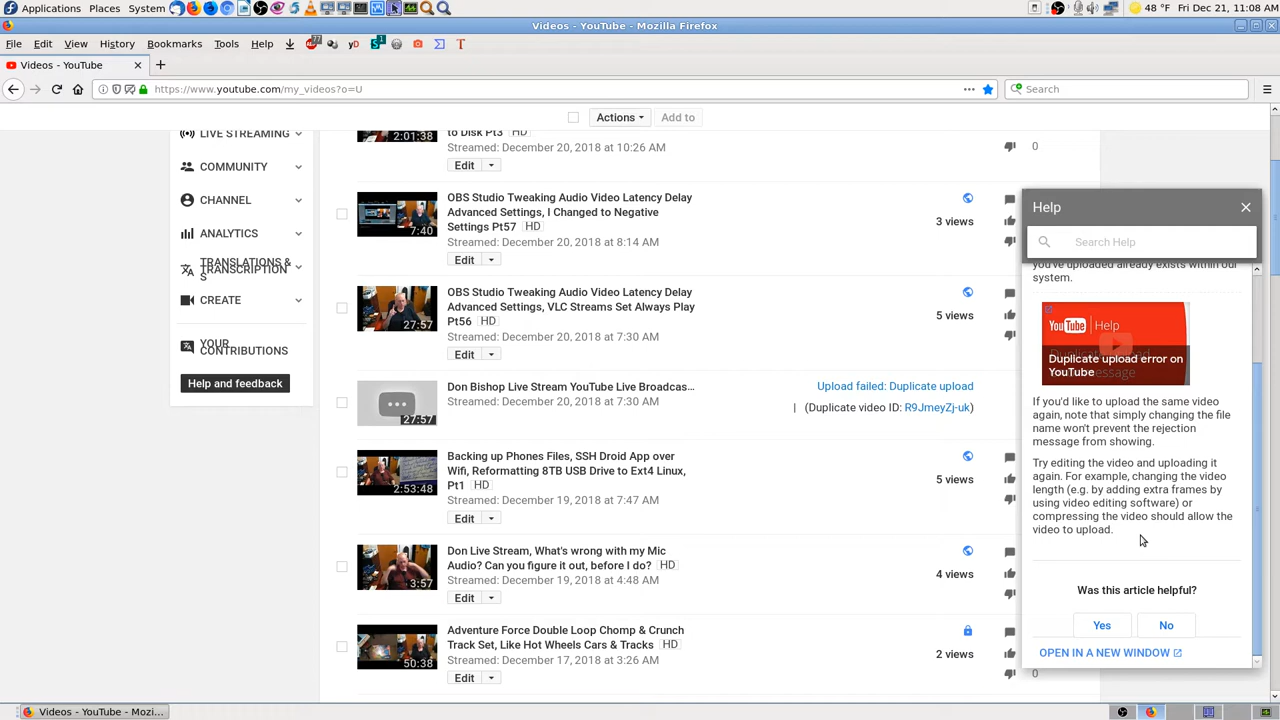 Applications Places System 48 °F Fri Dec 21, 11:08 AM
Videos - YouTube - Mozilla Firefox
File Edit View History Bookmarks Tools Help
Videos - YouTube
https://www.youtube.com/my_videos?o=U
Search
Actions
Add to
LIVE STREAMING
COMMUNITY
CHANNEL
ANALYTICS
TRANSLATIONS &
TRANSCRIPTION
S
CREATE
YOUR
CONTRIBUTIONS
Help and feedback
2:01:38
to Disk Pt3 HD
Streamed: December 20, 2018 at 10:26 AM
0
Edit
7:40
OBS Studio Tweaking Audio Video Latency Delay
Advanced Settings, I Changed to Negative
Settings Pt57 HD
Streamed: December 20, 2018 at 8:14 AM
3 views
Edit
27:57
OBS Studio Tweaking Audio Video Latency Delay
Advanced Settings, VLC Streams Set Always Play
Pt56 HD
Streamed: December 20, 2018 at 7:30 AM
5 views
Edit
27:57
Don Bishop Live Stream YouTube Live Broadcas...
Streamed: December 20, 2018 at 7:30 AM
Upload failed: Duplicate upload
| (Duplicate video ID: R9JmeyZj-uk)
2:53:48
Backing up Phones Files, SSH Droid App over
Wifi, Reformatting 8TB USB Drive to Ext4 Linux,
Pt1 HD
Streamed: December 19, 2018 at 7:47 AM
5 views
Edit
3:57
Don Live Stream, What's wrong with my Mic
Audio? Can you figure it out, before I do? HD
Streamed: December 19, 2018 at 4:48 AM
4 views
Edit
50:38
Adventure Force Double Loop Chomp & Crunch
Track Set, Like Hot Wheels Cars & Tracks HD
Streamed: December 17, 2018 at 3:26 AM
2 views
0
Edit
Help
Search Help
you've uploaded already exists within our
system.
YouTube Help
Duplicate upload error on
YouTube
message
If you'd like to upload the same video
again, note that simply changing the file
name won't prevent the rejection
message from showing.
Try editing the video and uploading it
again. For example, changing the video
length (e.g. by adding extra frames by
using video editing software) or
compressing the video should allow the
video to upload.
Was this article helpful?
Yes No
OPEN IN A NEW WINDOW
Videos - YouTube - Mozi...